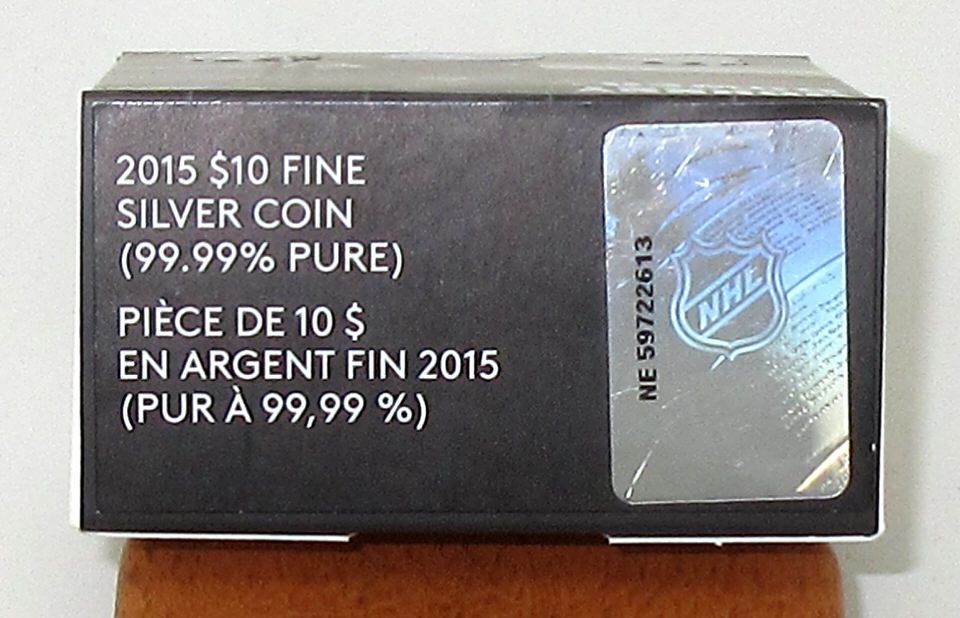 2015 $10 FINE
SILVER COIN
(99.99% PURE)
PIÈCE DE 10 $
EN ARGENT FIN 2015
(PUR À 99,99 %)
NE 59722613
NHL